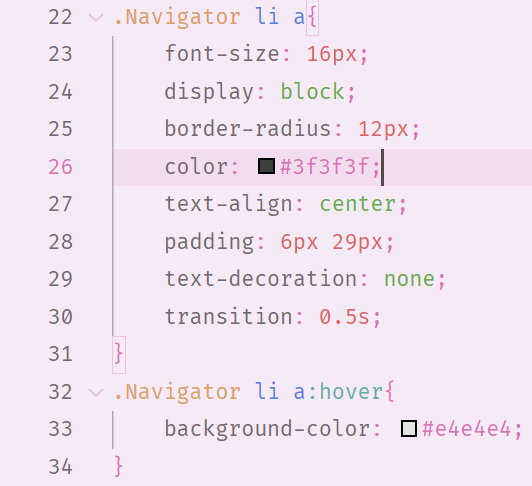 22 .Navigator li a{
23 font-size: 16px;
24 display: block;
25 border-radius: 12px;
26 color: #3f3f3f;
27 text-align: center;
28 padding: 6px 29px;
29 text-decoration: none;
30 transition: 0.5s;
31 }
32 .Navigator li a:hover{
33 background-color: #e4e4e4;
34 }